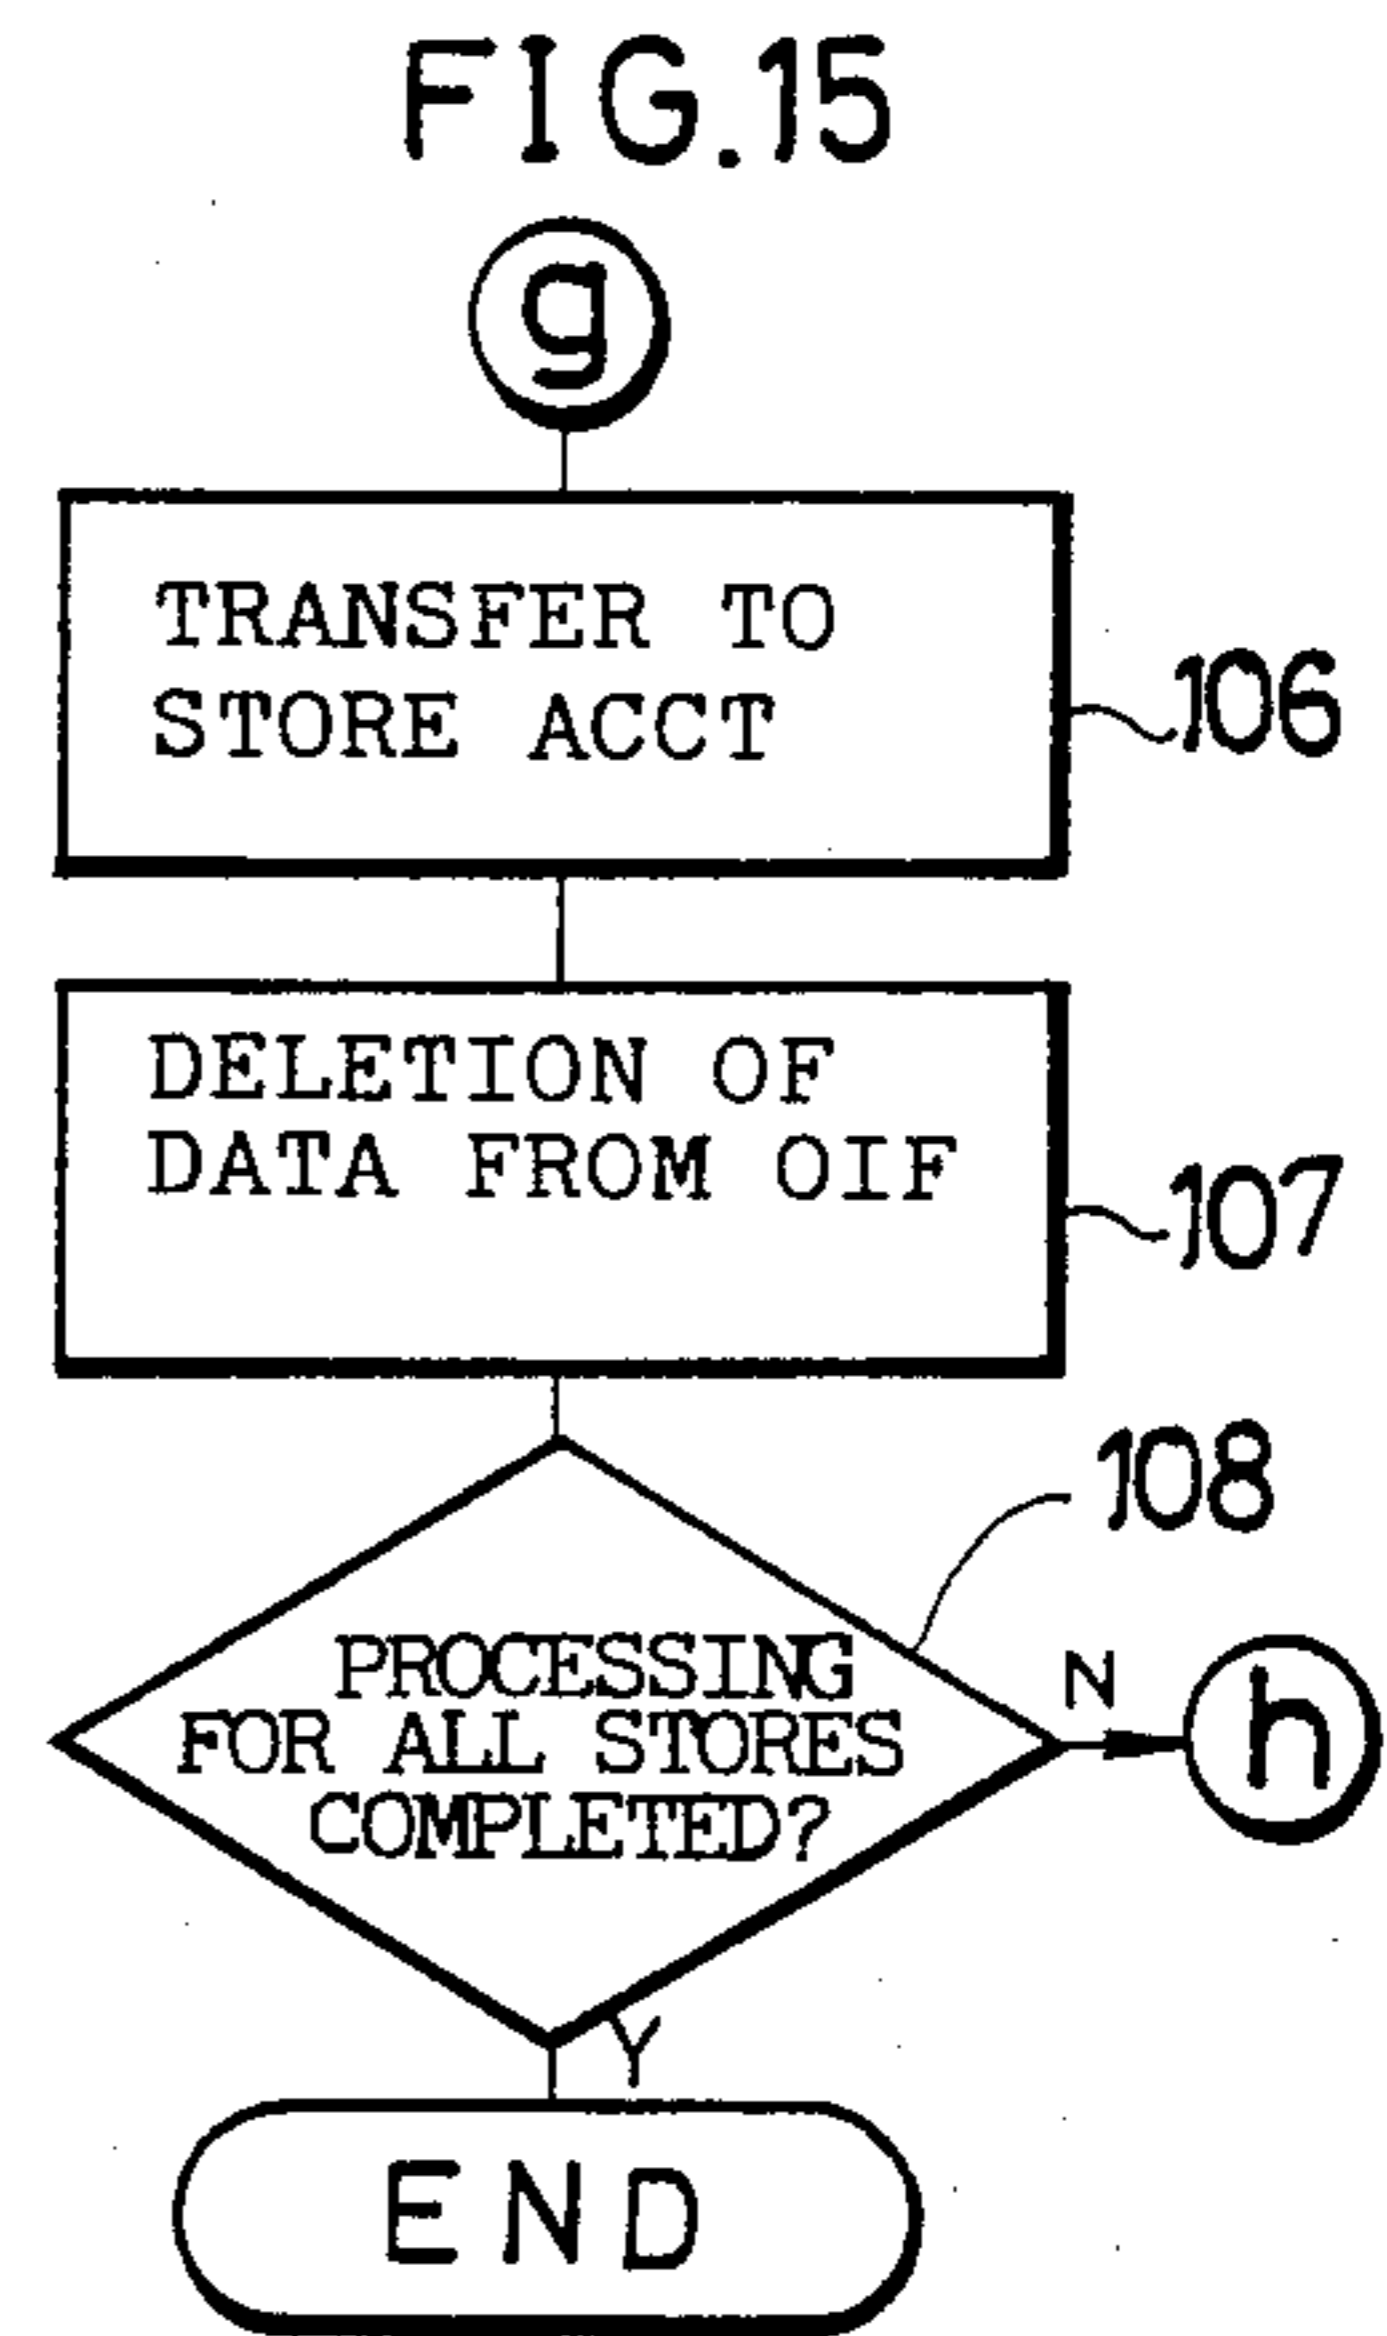 FIG.15
g
TRANSFER TO
STORE ACCT
106
DELETION OF
DATA FROM OIF
107
108
PROCESSING
FOR ALL STORES
COMPLETED?
N
h
Y
END